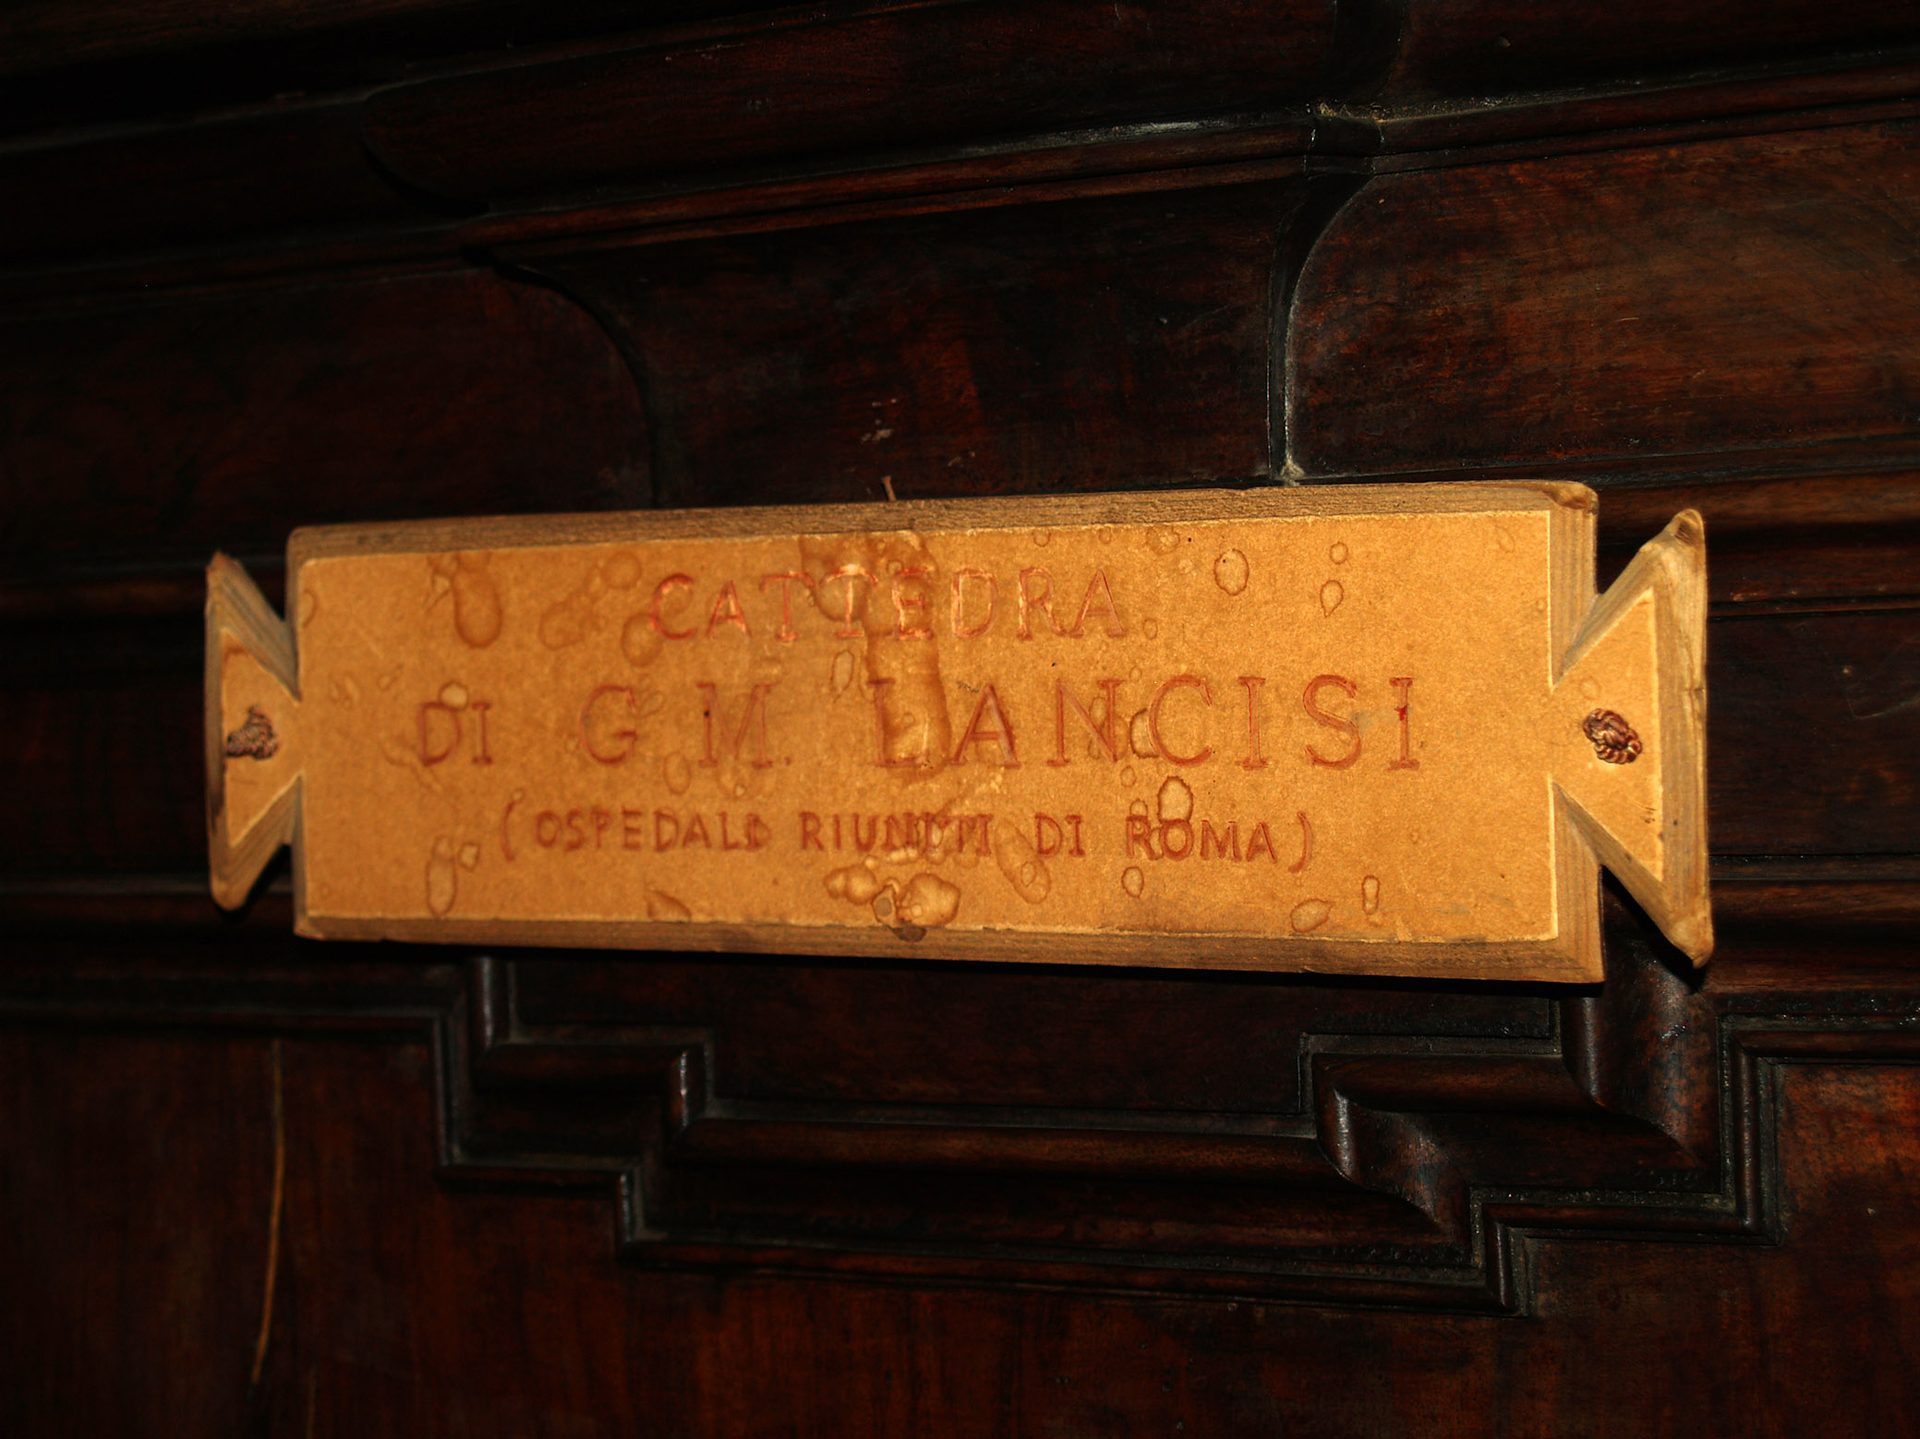 CATTEDRA
DI G M. LANCISI
(OSPEDALI RIUNITI DI ROMA)